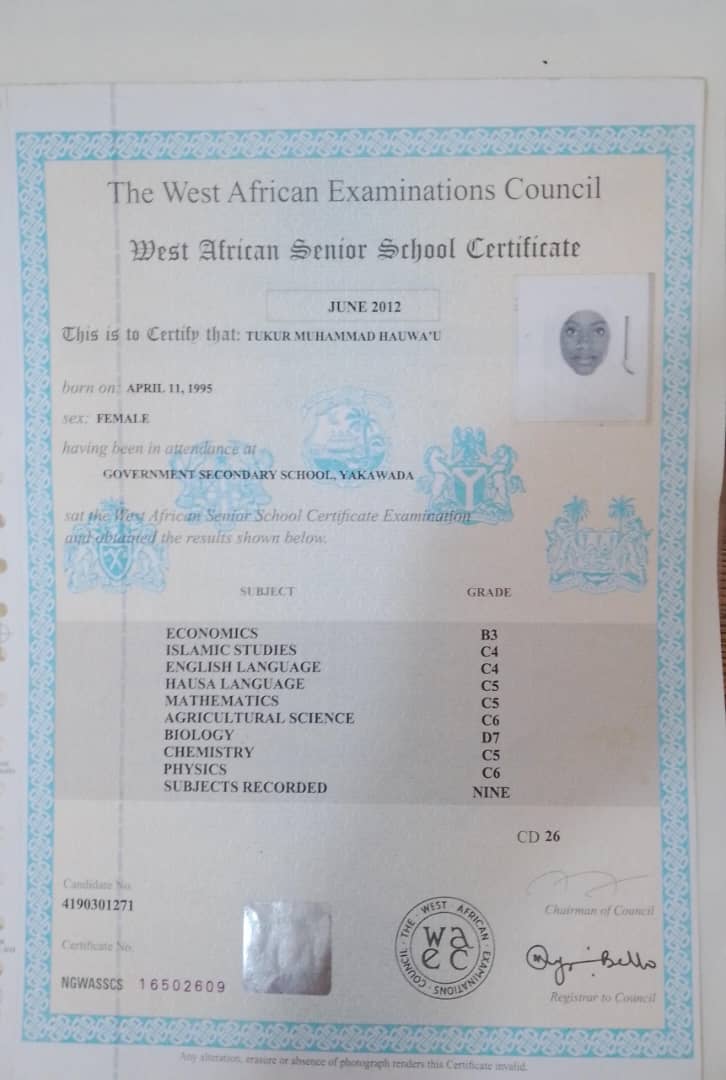 The West African Examinations Council
West African Senior School Certificate
JUNE 2012
This is to Certify that: TUKUR MUHAMMAD HAUWA'U
born on: APRIL 11, 1995
sex: FEMALE
having been in attendance at
GOVERNMENT SECONDARY SCHOOL, YAKAWADA
sat the West African Senior School Certificate Examination
and obtained the results shown below.
SUBJECT GRADE
ECONOMICS B3
ISLAMIC STUDIES C4
ENGLISH LANGUAGE C4
HAUSA LANGUAGE C5
MATHEMATICS C5
AGRICULTURAL SCIENCE C6
BIOLOGY D7
CHEMISTRY C5
PHYSICS C6
SUBJECTS RECORDED NINE
CD 26
Candidate No.
4190301271
Chairman of Council
THE WEST AFRICAN EXAMINATIONS COUNCIL
wa
ec
Certificate No.
NGWASSCS 16502609
Bello
Registrar to Council
Any alteration, erasure or absence of photograph renders this Certificate invalid.